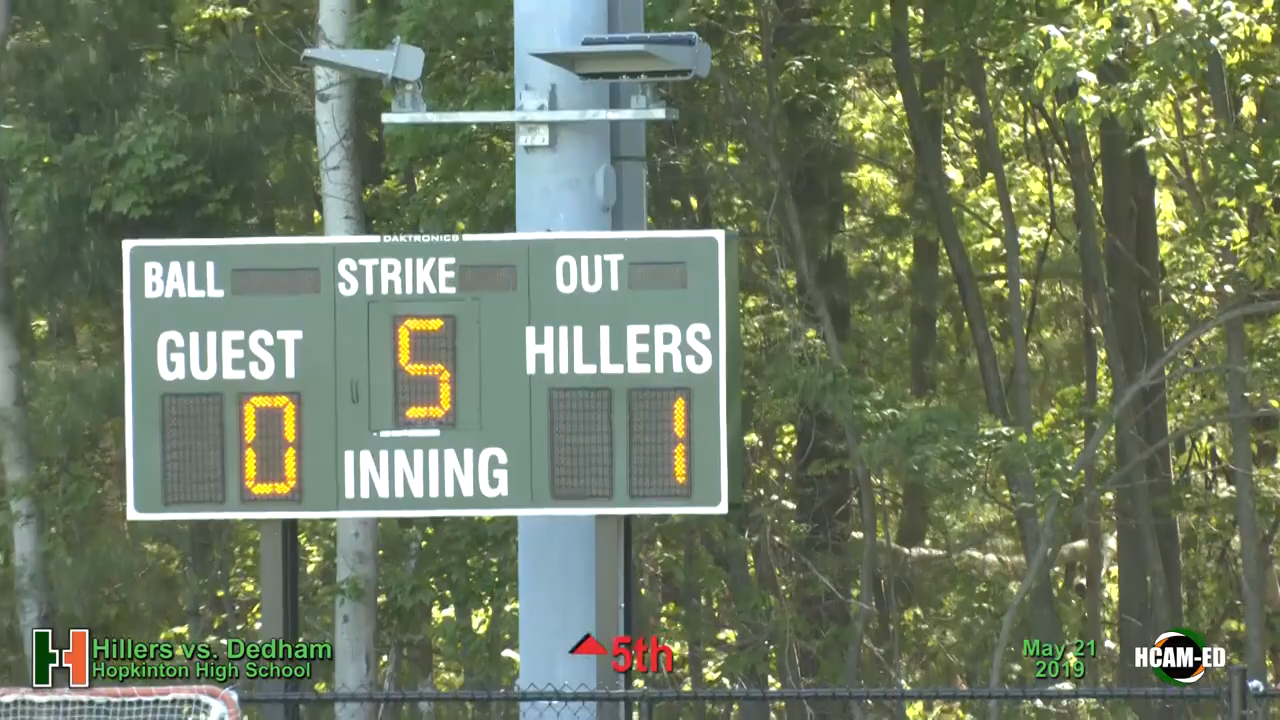 DAKTRONICS
BALL STRIKE OUT
GUEST 5 HILLERS
0 INNING 1
H Hillers vs. Dedham
Hopkinton High School
5th
May 21
2019
HCAM-ED